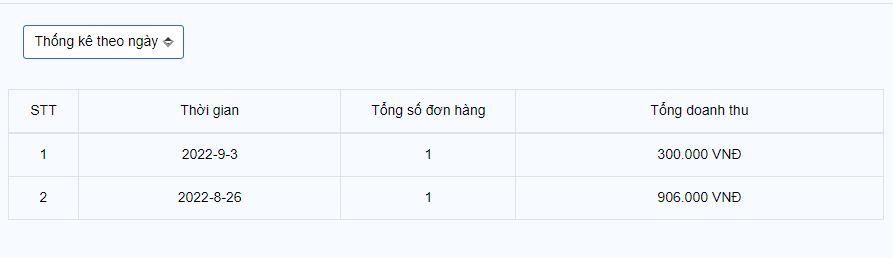 Thống kê theo ngày
STT Thời gian Tổng số đơn hàng Tổng doanh thu
1 2022-9-3 1 300.000 VNĐ
2 2022-8-26 1 906.000 VNĐ